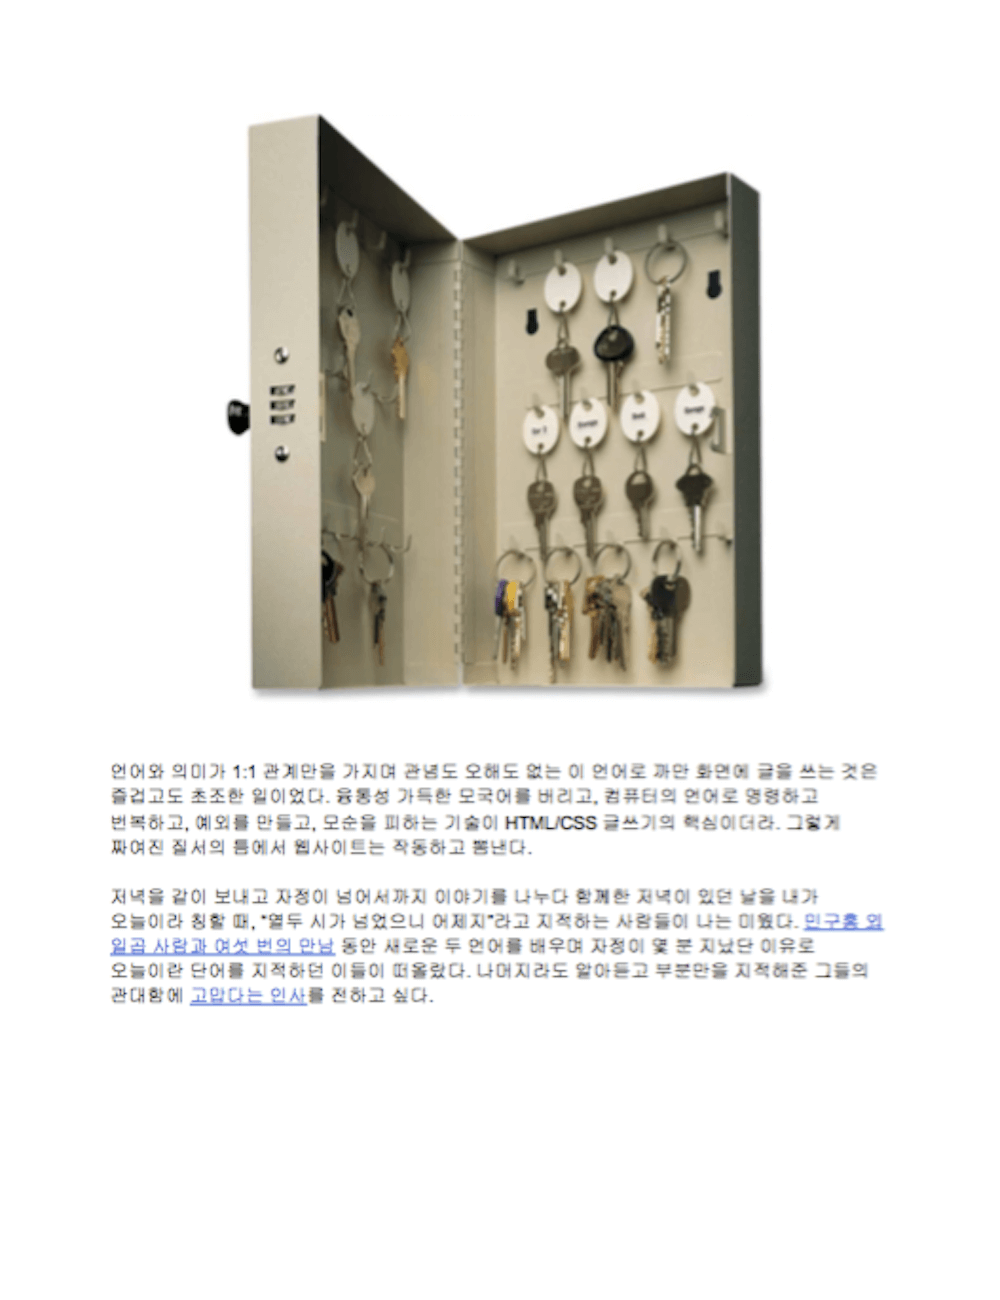 언어와 의미가 1:1 관계만을 가지며 관념도 오해도 없는 이 언어로 까만 화면에 글을 쓰는 것은
즐겁고도 초조한 일이었다. 융통성 가득한 모국어를 버리고, 컴퓨터의 언어로 명령하고
번복하고, 예외를 만들고, 모순을 피하는 기술이 HTML/CSS 글쓰기의 핵심이더라. 그렇게
짜여진 질서의 틈에서 웹사이트는 작동하고 뽐낸다.
저녁을 같이 보내고 자정이 넘어서까지 이야기를 나누다 함께한 저녁이 있던 날을 내가
오늘이라 칭할 때, “열두 시가 넘었으니 어제지”라고 지적하는 사람들이 나는 미웠다. 민구홍 외
일곱 사람과 여섯 번의 만남 동안 새로운 두 언어를 배우며 자정이 몇 분 지났단 이유로
오늘이란 단어를 지적하던 이들이 떠올랐다. 나머지라도 알아듣고 부분만을 지적해준 그들의
관대함에 고맙다는 인사를 전하고 싶다.